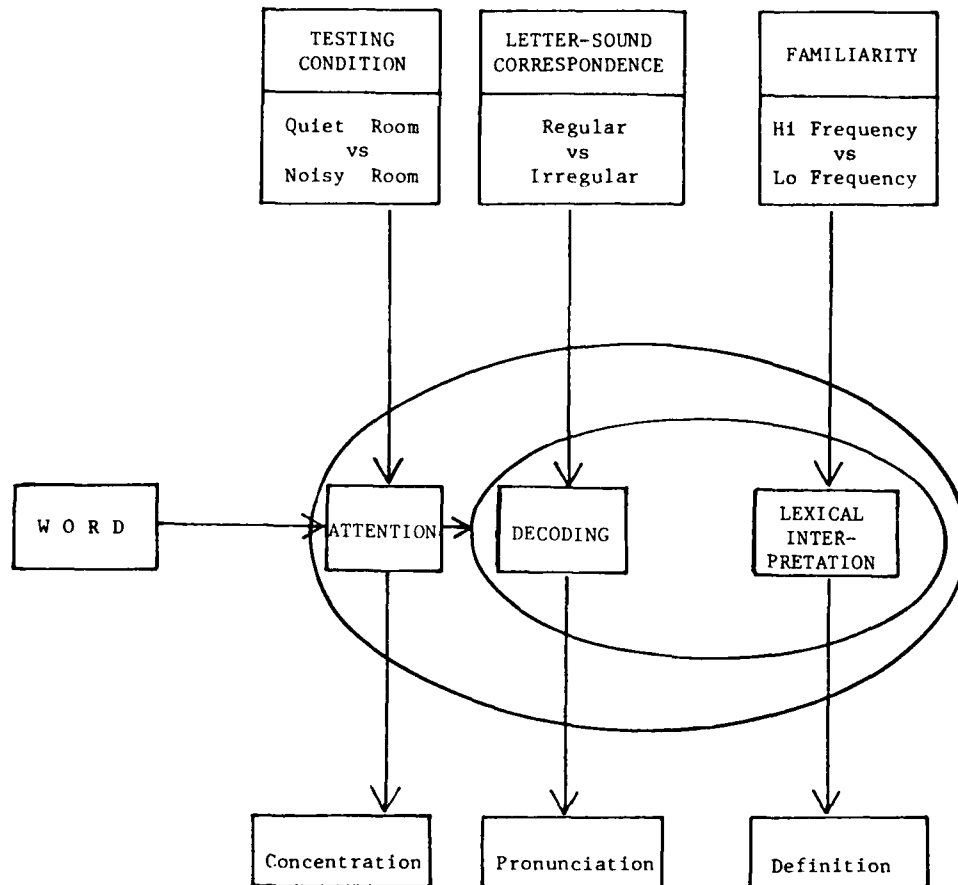 TESTING
CONDITION
Quiet Room
vs
Noisy Room
LETTER-SOUND
CORRESPONDENCE
Regular
vs
Irregular
FAMILIARITY
Hi Frequency
vs
Lo Frequency
W O R D
ATTENTION
DECODING
LEXICAL
INTER-
PRETATION
Concentration
Pronunciation
Definition